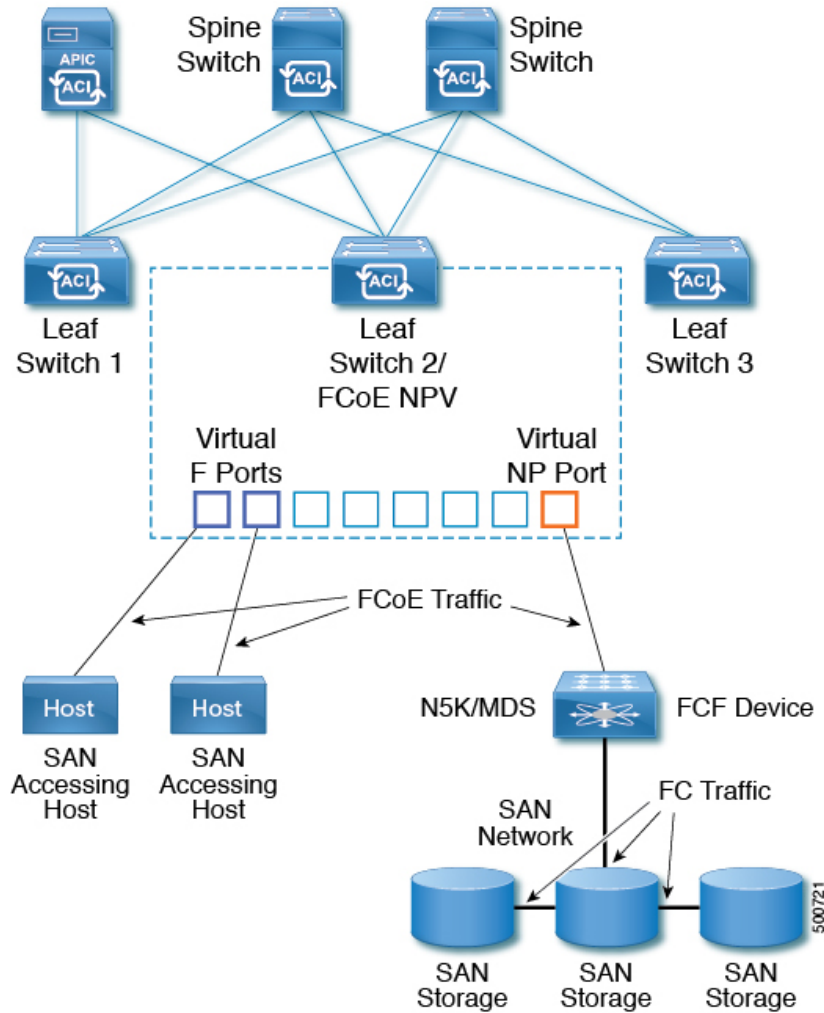 Spine
Switch
Spine
Switch
APIC
ACI
ACI
ACI
ACI
ACI
ACI
Leaf
Switch 1
Leaf
Switch 2/
FCoE NPV
Leaf
Switch 3
Virtual
F Ports
Virtual
NP Port
FCoE Traffic
Host
Host
SAN
Accessing
Host
SAN
Accessing
Host
N5K/MDS
FCF Device
FC Traffic
SAN
Network
SAN
Storage
SAN
Storage
SAN
Storage
500721